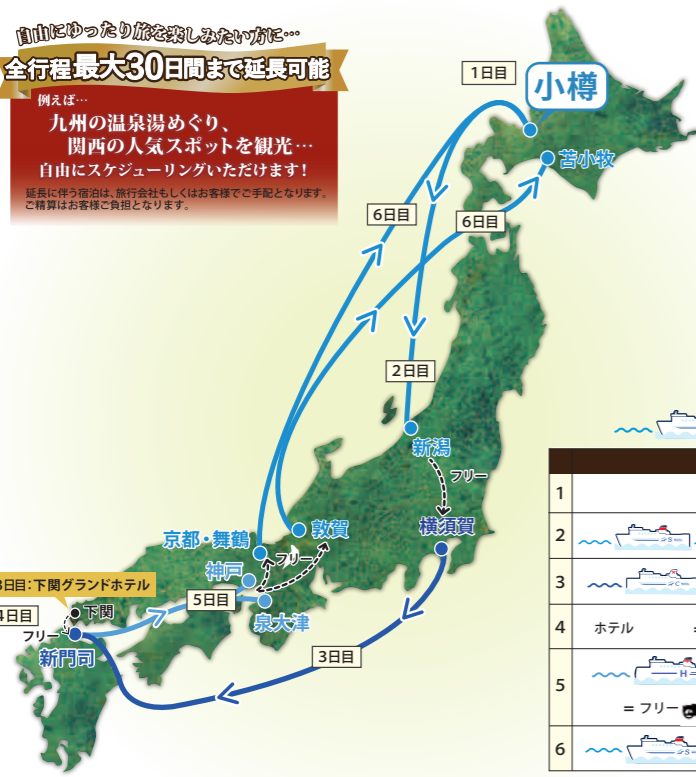 自由にゆったり旅を楽しみたい方に…
全行程最大30日間まで延長可能
例えば…
九州の温泉湯めぐり、
関西の人気スポットを観光…
自由にスケジューリングいただけます!
延長に伴う宿泊は、旅行会社もしくはお客様でご手配となります。
ご精算はお客様ご負担となります。
1日目
小樽
苫小牧
6日目
6日目
2日目
新潟
フリー
横須賀
敦賀
京都・舞鶴
フリー
神戸
5日目
泉大津
3日目:下関グランドホテル
4日目
下関
フリー
新門司
3日目
1
2
3
4 ホテル =
5 H
= フリー
6